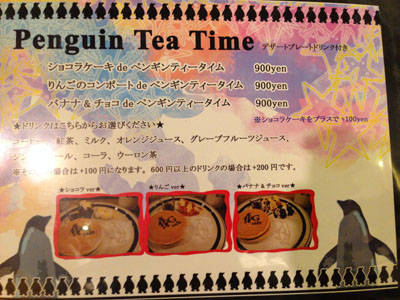 Penguin Tea Time デザートプレートドリンク付き
ショコラケーキ de ペンギンティータイム 900yen
りんごのコンポート de ペンギンティータイム 900yen
バナナ & チョコ de ペンギンティータイム 900yen
※ショコラケーキをプラスで +100yen
★ドリンクはこちらからお選びください★
コーヒー、紅茶、ミルク、オレンジジュース、グレープフルーツジュース、
ジンジャエール、コーラ、ウーロン茶
は +100 円になります。600 円以上のドリンクの場合は +200 円です。
★ショコラ ver★ ★りんご ver★ ★バナナ & チョコ ver★